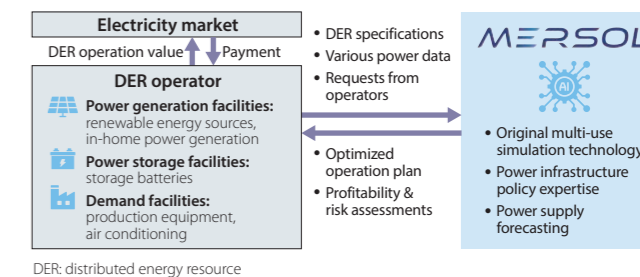 Electricity market
DER operation value
Payment
DER operator
Power generation facilities:
renewable energy sources,
in-home power generation
Power storage facilities:
storage batteries
Demand facilities:
production equipment,
air conditioning
• DER specifications
• Various power data
• Requests from
operators
• Optimized
operation plan
• Profitability &
risk assessments
MERSOL
AI
• Original multi-use
simulation technology
• Power infrastructure
policy expertise
• Power supply
forecasting
DER: distributed energy resource